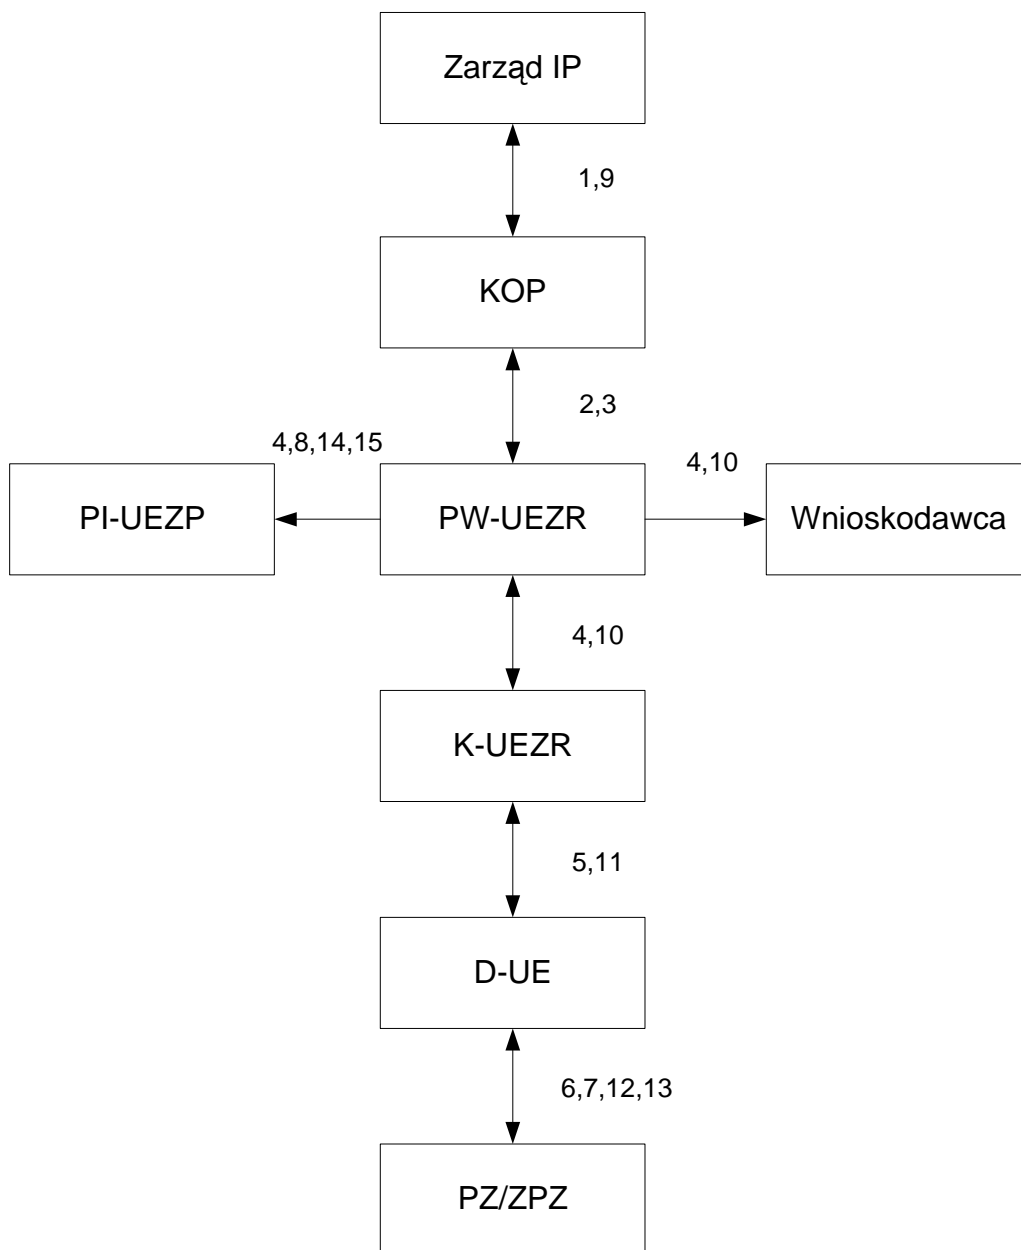 Zarząd IP
1,9
KOP
2,3
4,8,14,15
4,10
PI-UEZP
PW-UEZR
Wnioskodawca
4,10
K-UEZR
5,11
D-UE
6,7,12,13
PZ/ZPZ